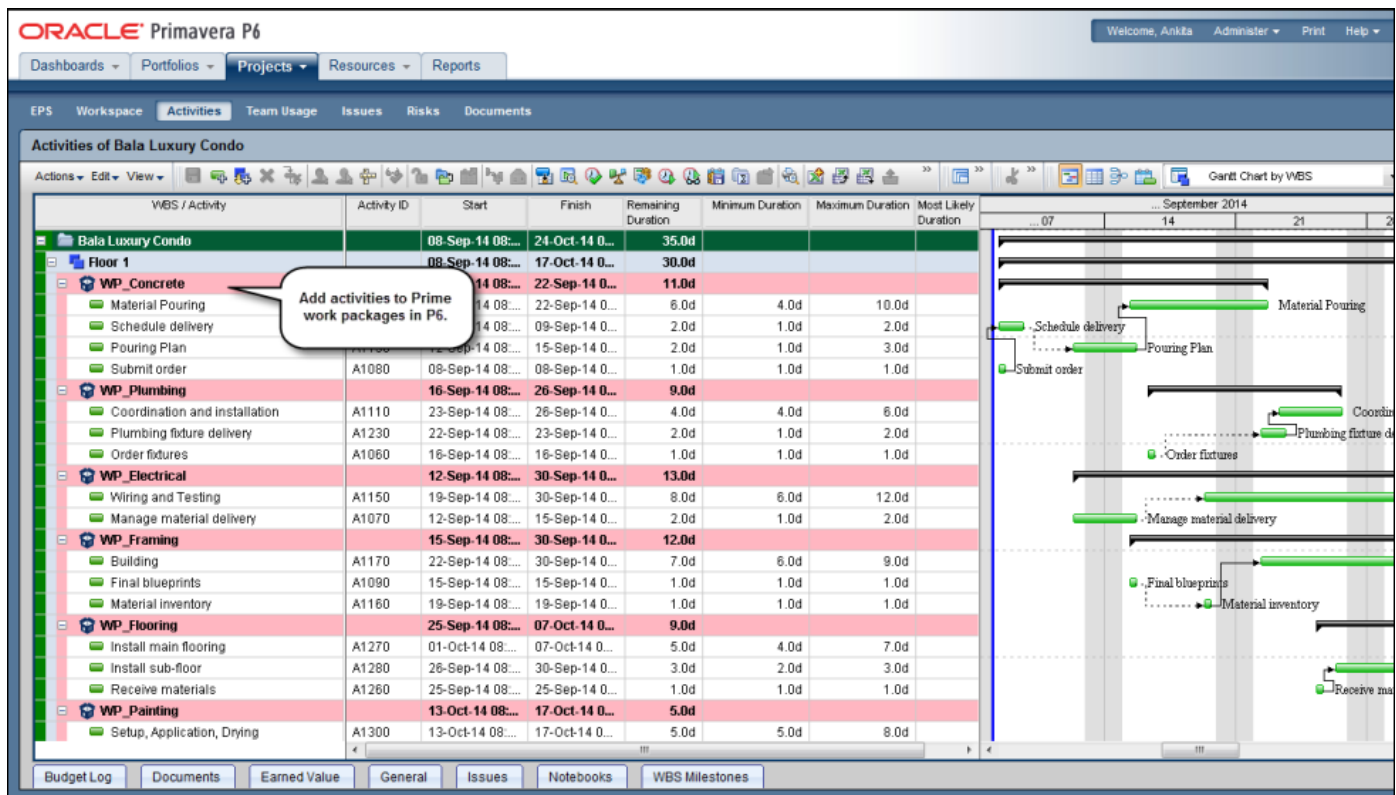 ORACLE Primavera P6
Welcome, Ankita Administer Print Help
Dashboards Portfolios Projects Resources Reports
EPS Workspace Activities Team Usage Issues Risks Documents
Activities of Bala Luxury Condo
Actions Edit View » » » Gantt Chart by WBS
WBS / Activity Activity ID Start Finish Remaining Duration Minimum Duration Maximum Duration Most Likely Duration ... September 2014
... 07 14 21 2
Bala Luxury Condo 08-Sep-14 08:... 24-Oct-14 0... 35.0d
Floor 1 08-Sep-14 08:... 17-Oct-14 0... 30.0d
WP_Concrete 14 08:... 22-Sep-14 0... 11.0d
Add activities to Prime
work packages in P6.
Material Pouring 14 08:... 22-Sep-14 0... 6.0d 4.0d 10.0d Material Pouring
Schedule delivery 14 08:... 09-Sep-14 0... 2.0d 1.0d 2.0d Schedule delivery
Pouring Plan 14 08:... 15-Sep-14 0... 2.0d 1.0d 3.0d Pouring Plan
Submit order A1080 08-Sep-14 08:... 08-Sep-14 0... 1.0d 1.0d 1.0d Submit order
WP_Plumbing 16-Sep-14 08:... 26-Sep-14 0... 9.0d
Coordination and installation A1110 23-Sep-14 08:... 26-Sep-14 0... 4.0d 4.0d 6.0d Coordin
Plumbing fixture delivery A1230 22-Sep-14 08:... 23-Sep-14 0... 2.0d 1.0d 2.0d Plumbing fixture de
Order fixtures A1060 16-Sep-14 08:... 16-Sep-14 0... 1.0d 1.0d 1.0d Order fixtures
WP_Electrical 12-Sep-14 08:... 30-Sep-14 0... 13.0d
Wiring and Testing A1150 19-Sep-14 08:... 30-Sep-14 0... 8.0d 6.0d 12.0d
Manage material delivery A1070 12-Sep-14 08:... 15-Sep-14 0... 2.0d 1.0d 2.0d Manage material delivery
WP_Framing 15-Sep-14 08:... 30-Sep-14 0... 12.0d
Building A1170 22-Sep-14 08:... 30-Sep-14 0... 7.0d 6.0d 9.0d
Final blueprints A1090 15-Sep-14 08:... 15-Sep-14 0... 1.0d 1.0d 1.0d Final blueprints
Material inventory A1160 19-Sep-14 08:... 19-Sep-14 0... 1.0d 1.0d 1.0d Material inventory
WP_Flooring 25-Sep-14 08:... 07-Oct-14 0... 9.0d
Install main flooring A1270 01-Oct-14 08:... 07-Oct-14 0... 5.0d 4.0d 7.0d
Install sub-floor A1280 26-Sep-14 08:... 30-Sep-14 0... 3.0d 2.0d 3.0d
Receive materials A1260 25-Sep-14 08:... 25-Sep-14 0... 1.0d 1.0d 1.0d Receive ma
WP_Painting 13-Oct-14 08:... 17-Oct-14 0... 5.0d
Setup, Application, Drying A1300 13-Oct-14 08:... 17-Oct-14 0... 5.0d 5.0d 8.0d
Budget Log Documents Earned Value General Issues Notebooks WBS Milestones